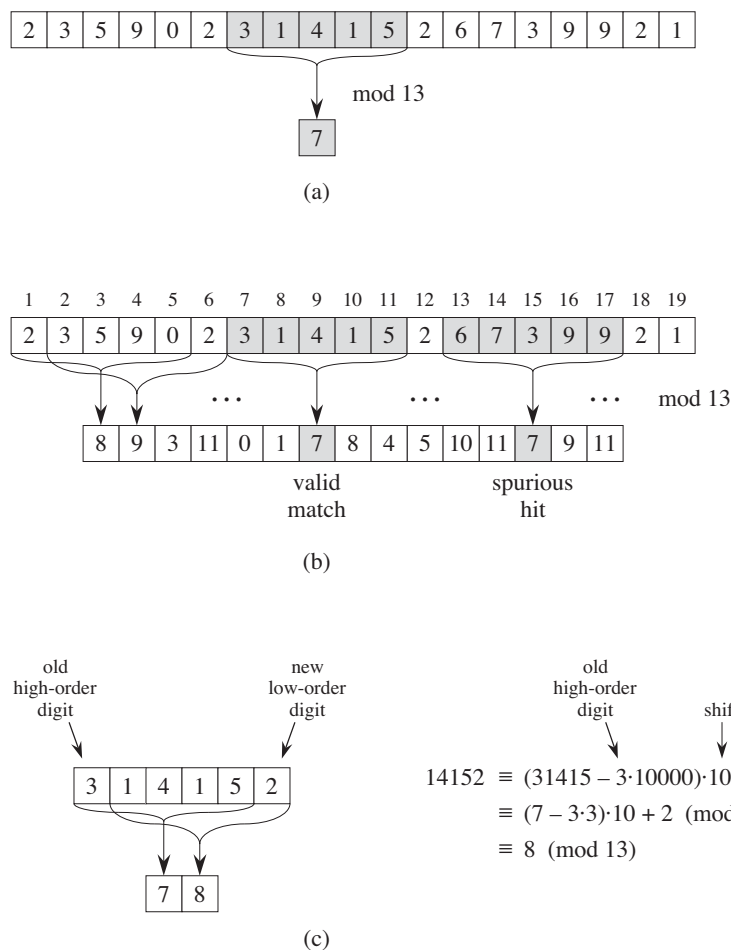 2 3 5 9 0 2 3 1 4 1 5 2 6 7 3 9 9 2 1
mod 13
7
(a)
1 2 3 4 5 6 7 8 9 10 11 12 13 14 15 16 17 18 19
2 3 5 9 0 2 3 1 4 1 5 2 6 7 3 9 9 2 1
… … … mod 13
8 9 3 11 0 1 7 8 4 5 10 11 7 9 11
valid
match
spurious
hit
(b)
old
high-order
digit
new
low-order
digit
3 1 4 1 5 2
7 8
old
high-order
digit
shif
14152 ≡ (31415 – 3·10000)·10
≡ (7 – 3·3)·10 + 2 (mod
≡ 8 (mod 13)
(c)